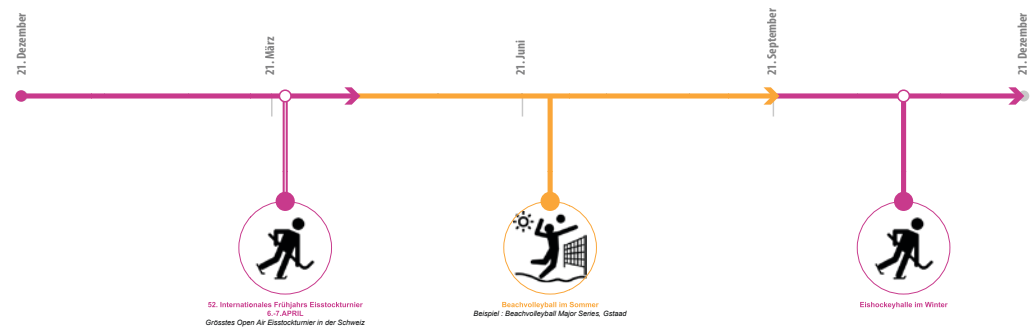 21. Dezember
21. März
21. Juni
21. September
21. Dezember
52. Internationales Frühjahrs Eisstockturnier
6.-7.APRIL
Grösstes Open Air Eisstockturnier in der Schweiz
Beachvolleyball im Sommer
Beispiel : Beachvolleyball Major Series, Gstaad
Eishockeyhalle im Winter